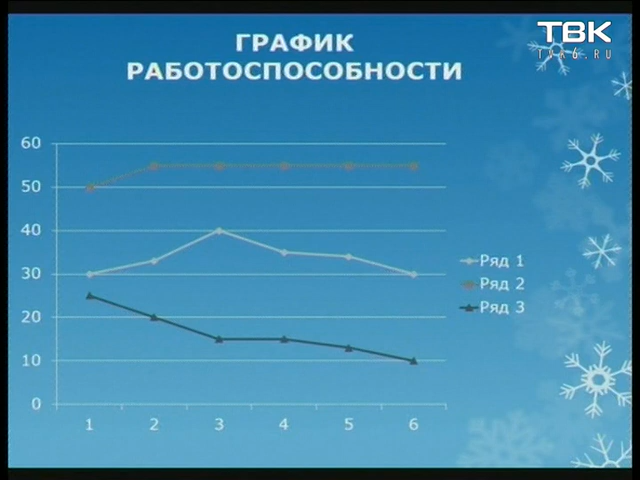 ТВК
TVK6.RU
ГРАФИК
РАБОТОСПОСОБНОСТИ
60
50
40
30
20
10
0
1 2 3 4 5 6
Ряд 1
Ряд 2
Ряд 3